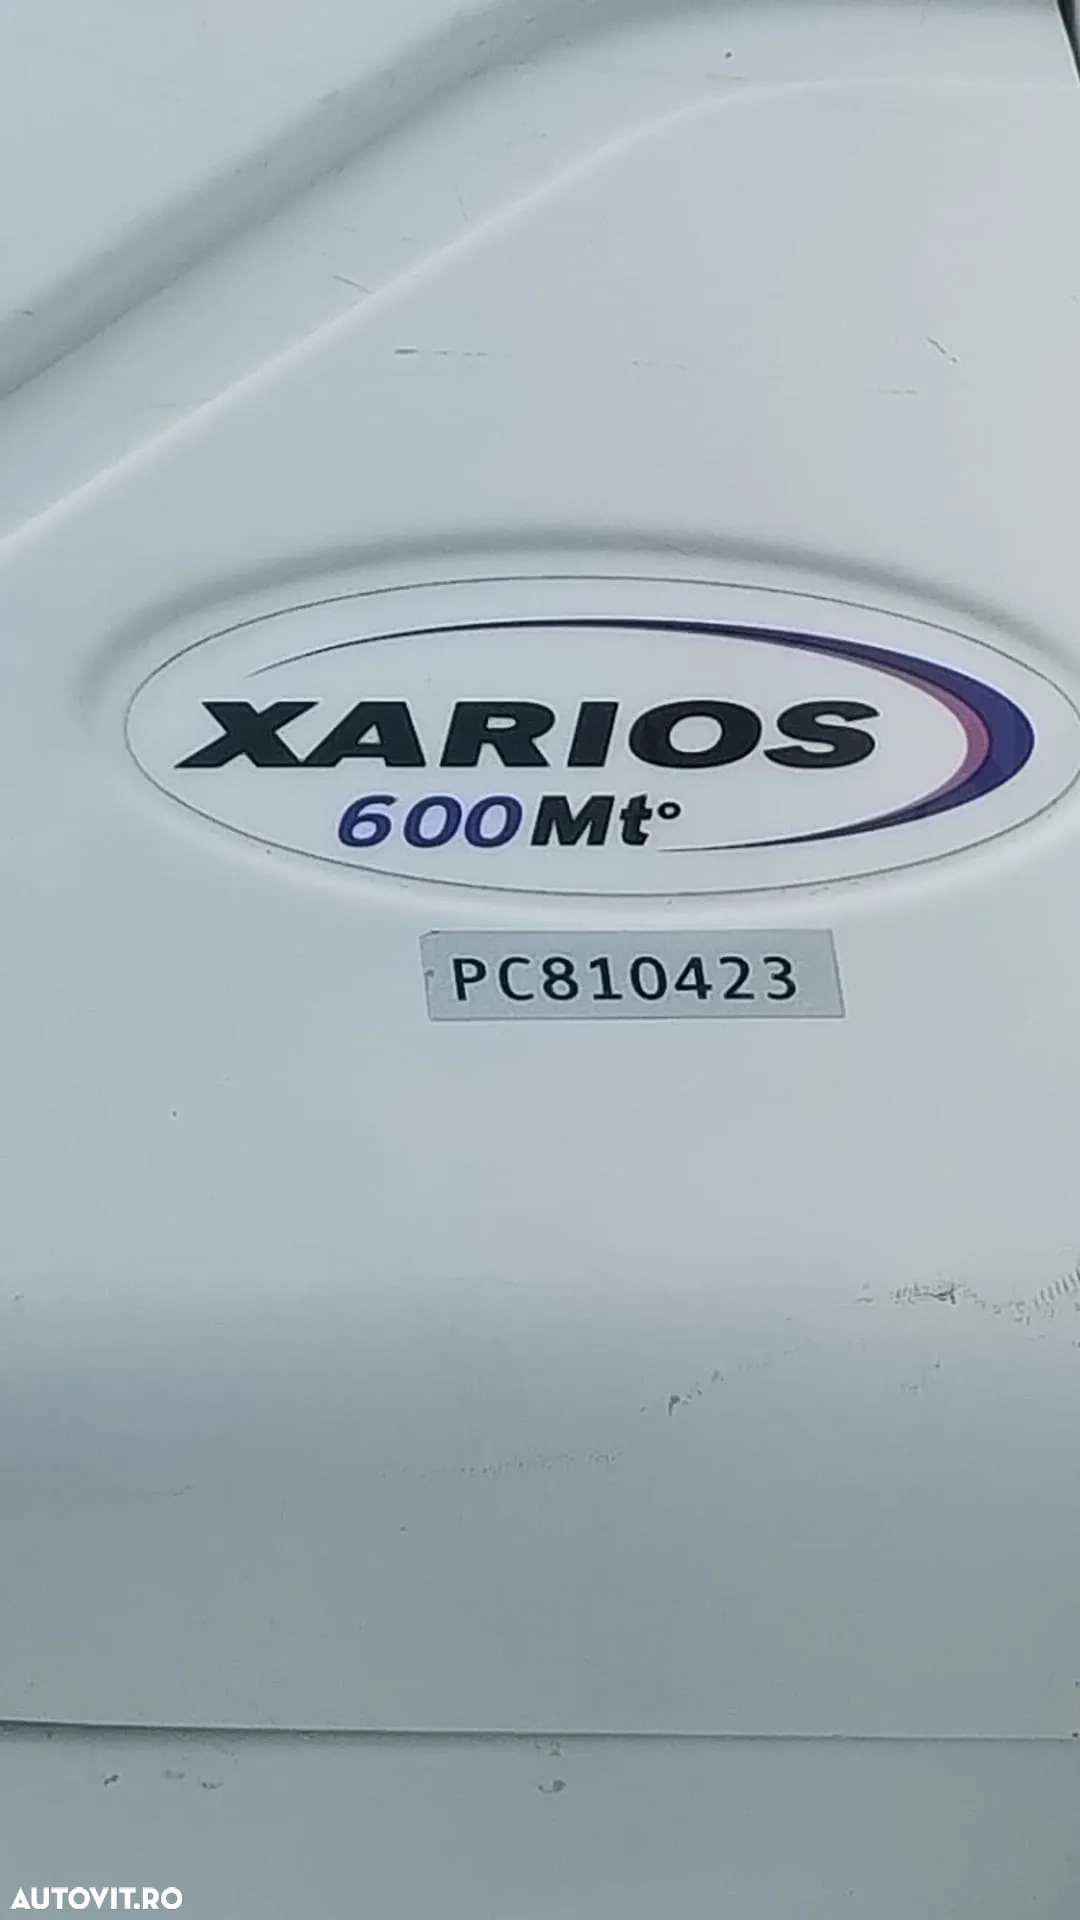 XARIOS
600Mt°
PC810423
AUTOVIT.RO